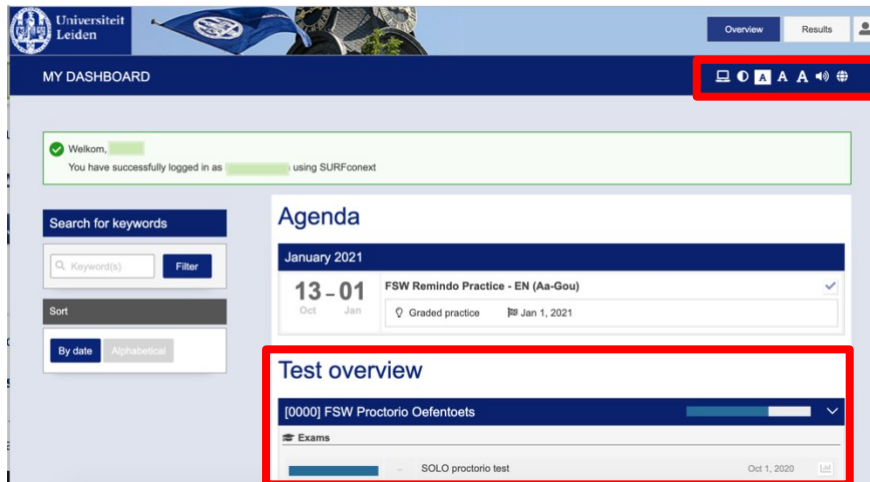 Universiteit
Leiden
Overview
Results
MY DASHBOARD
A A A
Welkom,
You have successfully logged in as using SURFconext
Search for keywords
Keyword(s)
Filter
Sort
By date
Alphabetical
Agenda
January 2021
13 - 01
Oct Jan
FSW Remindo Practice - EN (Aa-Gou)
Graded practice Jan 1, 2021
Test overview
[0000] FSW Proctorio Oefentoets
Exams
SOLO proctorio test Oct 1, 2020